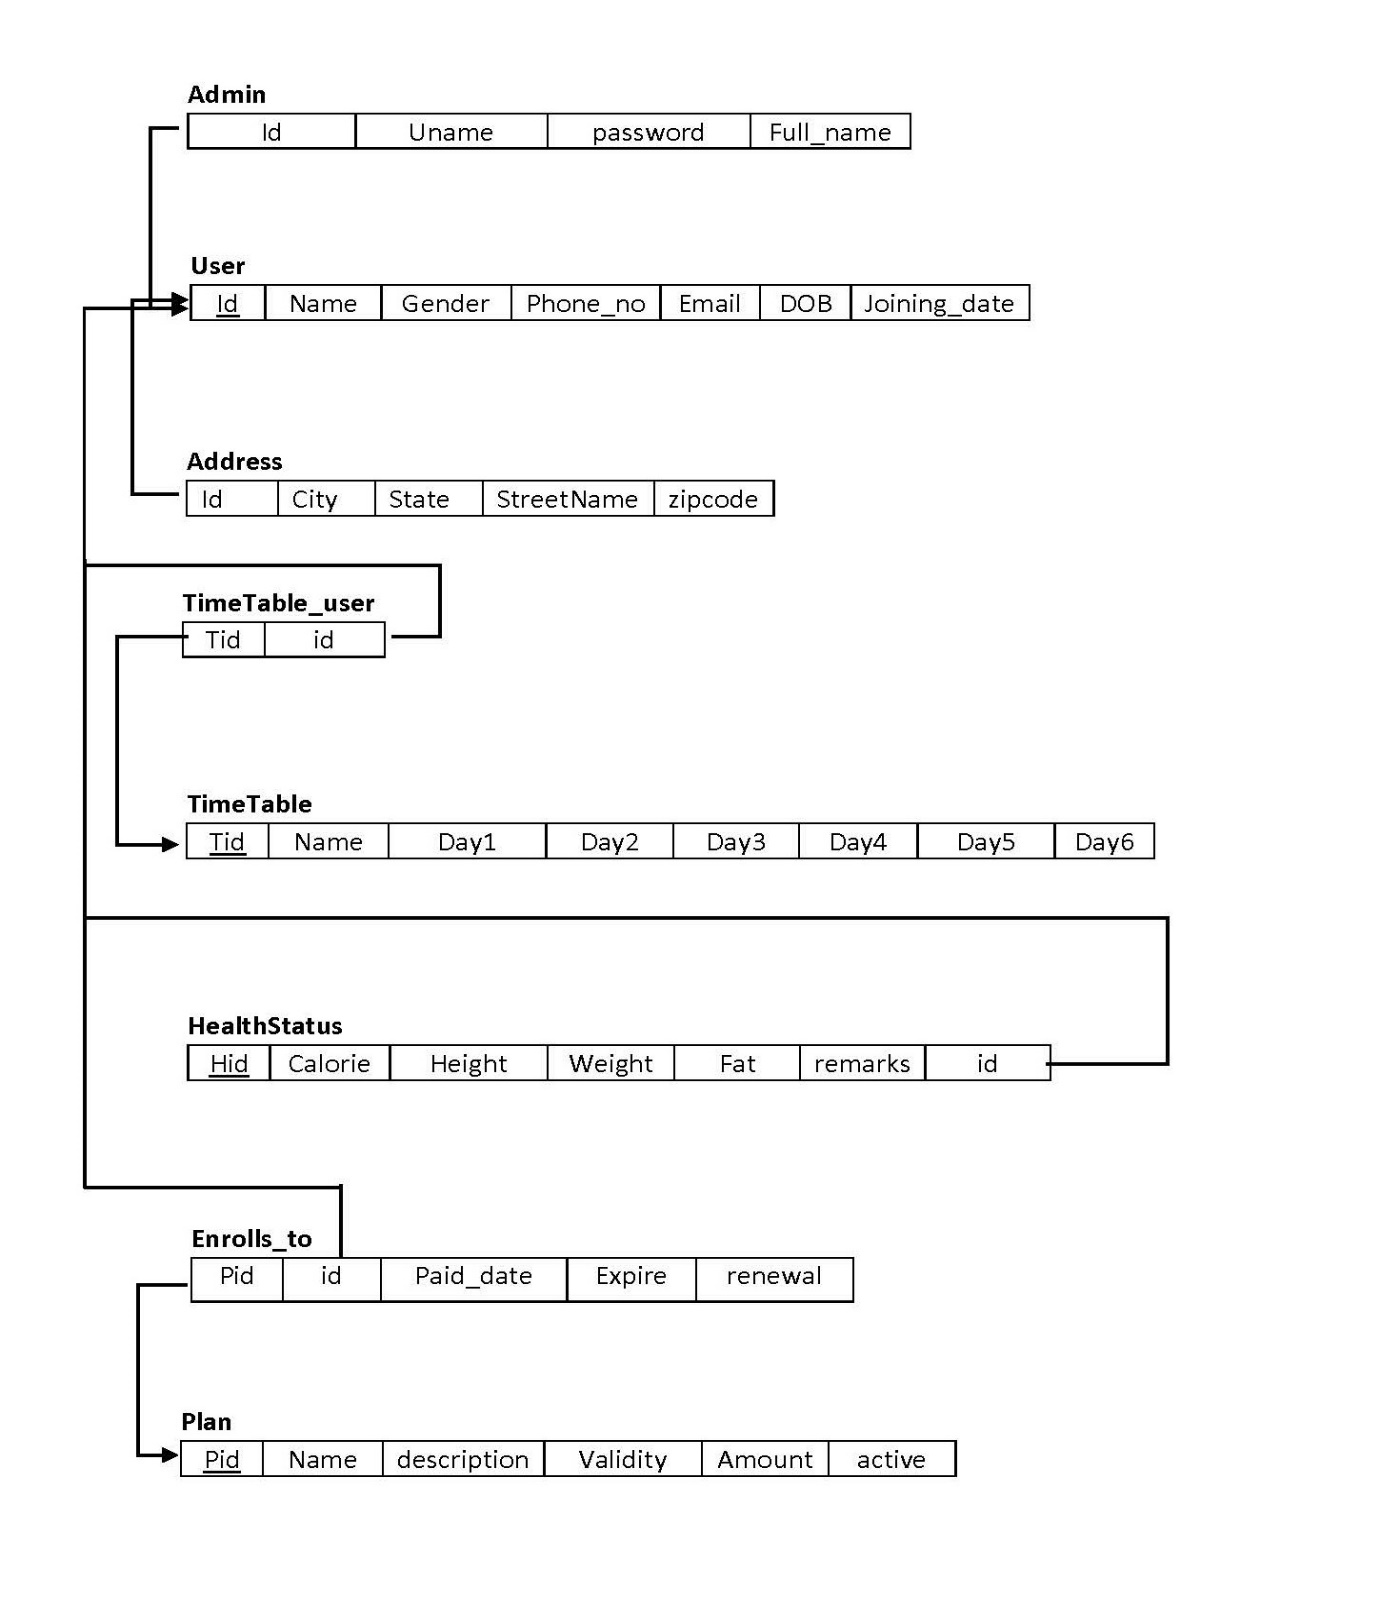 Admin
Id Uname password Full_name
User
Id Name Gender Phone_no Email DOB Joining_date
Address
Id City State StreetName zipcode
TimeTable_user
Tid id
TimeTable
Tid Name Day1 Day2 Day3 Day4 Day5 Day6
HealthStatus
Hid Calorie Height Weight Fat remarks id
Enrolls_to
Pid id Paid_date Expire renewal
Plan
Pid Name description Validity Amount active